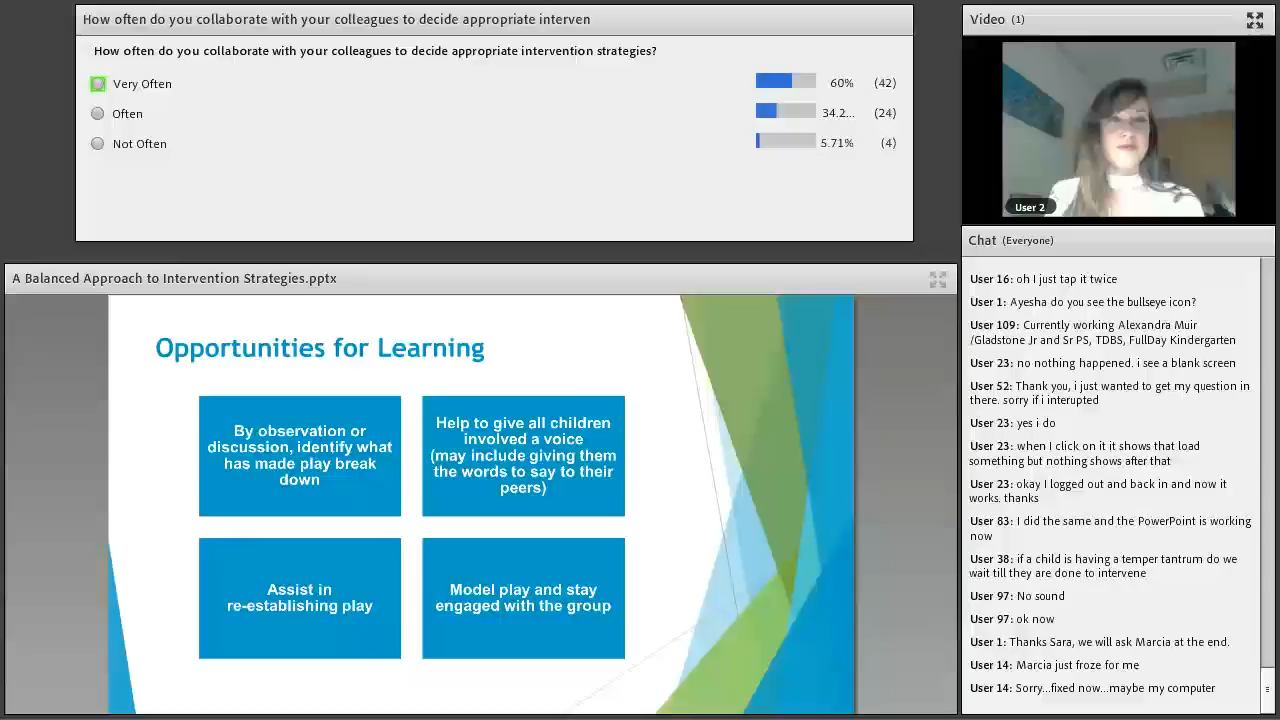 How often do you collaborate with your colleagues to decide appropriate interven
How often do you collaborate with your colleagues to decide appropriate intervention strategies?
Very Often 60% (42)
Often 34.2... (24)
Not Often 5.71% (4)
A Balanced Approach to Intervention Strategies.pptx
Opportunities for Learning
By observation or
discussion, identify what
has made play break
down
Help to give all children
involved a voice
(may include giving them
the words to say to their
peers)
Assist in
re-establishing play
Model play and stay
engaged with the group
Video (1)
User 2
Chat (Everyone)
User 16: oh I just tap it twice
User 1: Ayesha do you see the bullseye icon?
User 109: Currently working Alexandra Muir
/Gladstone Jr and Sr PS, TDBS, FullDay Kindergarten
User 23: no nothing happened. i see a blank screen
User 52: Thank you, i just wanted to get my question in
there. sorry if i interupted
User 23: yes i do
User 23: when I click on it it shows that load
something but nothing shows after that
User 23: okay I logged out and back in and now it
works. thanks
User 83: I did the same and the PowerPoint is working
now
User 38: if a child is having a temper tantrum do we
wait till they are done to intervene
User 97: No sound
User 97: ok now
User 1: Thanks Sara, we will ask Marcia at the end.
User 14: Marcia just froze for me
User 14: Sorry...fixed now...maybe my computer